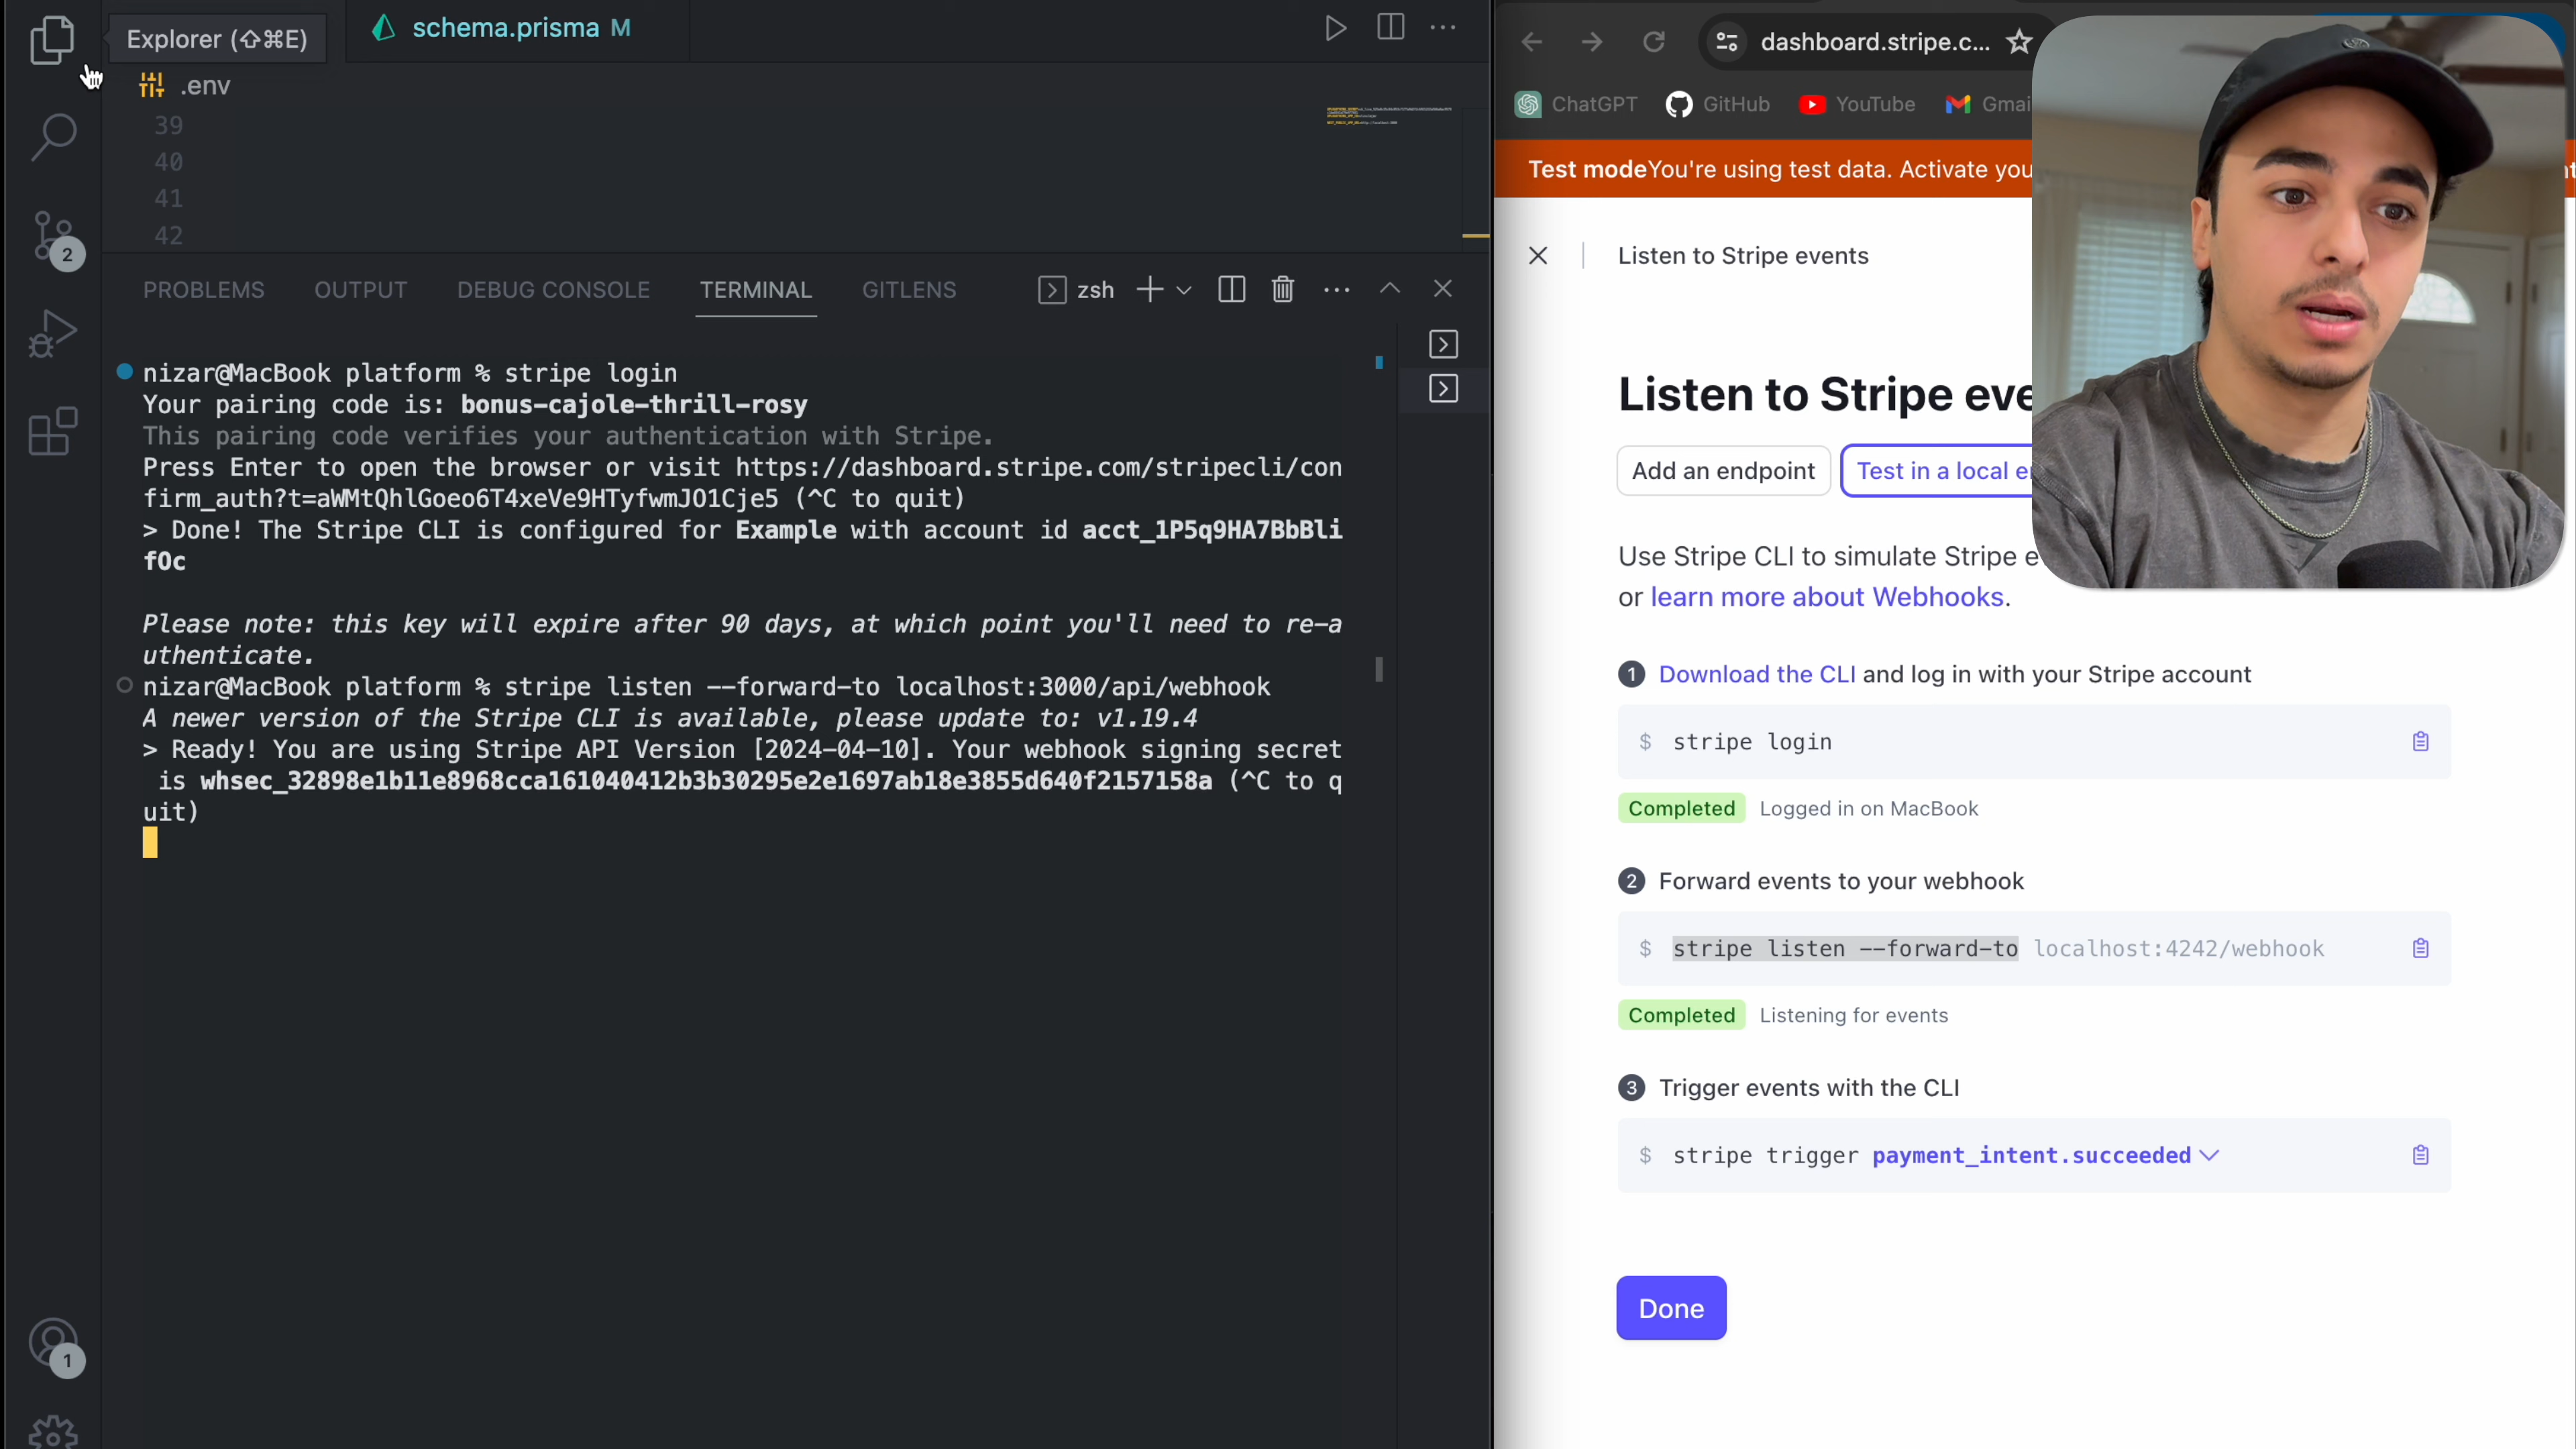 Explorer (⇧⌘E)
schema.prisma M
.env
39
40
41
42
2
PROBLEMS OUTPUT DEBUG CONSOLE TERMINAL GITLENS zsh
nizar@MacBook platform % stripe login
Your pairing code is: bonus-cajole-thrill-rosy
This pairing code verifies your authentication with Stripe.
Press Enter to open the browser or visit https://dashboard.stripe.com/stripecli/con
firm_auth?t=aWMtQhlGoeo6T4xeVe9HTyfwmJO1Cje5 (^C to quit)
> Done! The Stripe CLI is configured for Example with account id acct_1P5q9HA7BbBli
f0c
Please note: this key will expire after 90 days, at which point you'll need to re-a
uthenticate.
nizar@MacBook platform % stripe listen --forward-to localhost:3000/api/webhook
A newer version of the Stripe CLI is available, please update to: v1.19.4
> Ready! You are using Stripe API Version [2024-04-10]. Your webhook signing secret
is whsec_32898e1b11e8968cca161040412b3b30295e2e1697ab18e3855d640f2157158a (^C to q
uit)
1
dashboard.stripe.c...
ChatGPT GitHub YouTube Gmai
Test mode You're using test data. Activate you
Listen to Stripe events
Listen to Stripe eve
Add an endpoint Test in a local e
Use Stripe CLI to simulate Stripe e
or learn more about Webhooks.
1 Download the CLI and log in with your Stripe account
$ stripe login
Completed Logged in on MacBook
2 Forward events to your webhook
$ stripe listen --forward-to localhost:4242/webhook
Completed Listening for events
3 Trigger events with the CLI
$ stripe trigger payment_intent.succeeded
Done